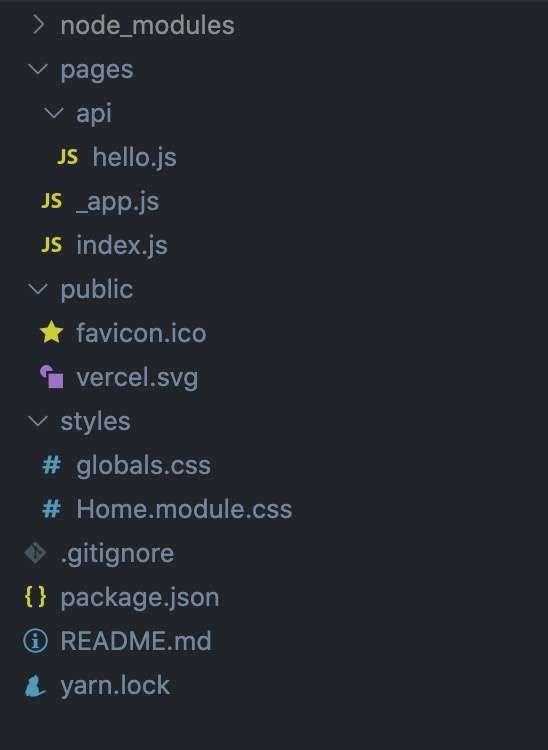 node_modules
pages
api
JS hello.js
JS _app.js
JS index.js
public
favicon.ico
vercel.svg
styles
# globals.css
# Home.module.css
.gitignore
{} package.json
README.md
yarn.lock